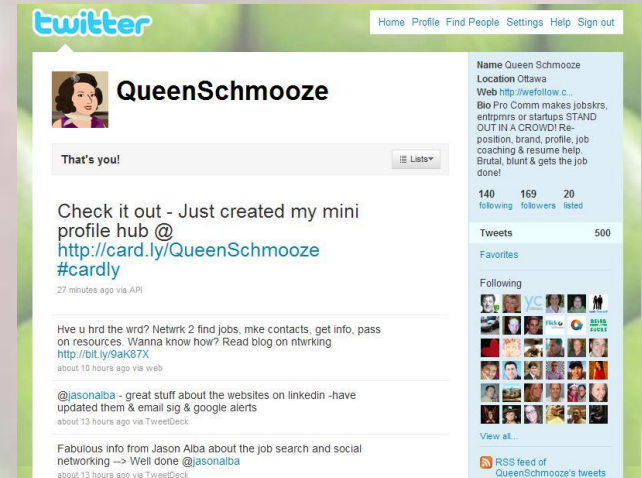 twitter
Home Profile Find People Settings Help Sign out
QueenSchmooze
That's you!
Lists
Check it out - Just created my mini
profile hub @
http://card.ly/QueenSchmooze
#cardly
27 minutes ago via API
Hve u hrd the wrd? Netwrk 2 find jobs, mke contacts, get info, pass
on resources. Wanna know how? Read blog on ntwrking
http://bit.ly/9aK87X
about 10 hours ago via web
@jasonalba - great stuff about the websites on linkedin -have
updated them & email sig & google alerts
about 13 hours ago via TweetDeck
Fabulous info from Jason Alba about the job search and social
networking --> Well done @jasonalba
about 13 hours ago via TweetDeck
Name Queen Schmooze
Location Ottawa
Web http://wefollow.c...
Bio Pro Comm makes jobskrs,
entrprnrs or startups STAND
OUT IN A CROWD! Re-
position, brand, profile, job
coaching & resume help.
Brutal, blunt & gets the job
done!
140 169 20
following followers listed
Tweets 500
Favorites
Following
YC
View all...
RSS feed of
QueenSchmooze's tweets